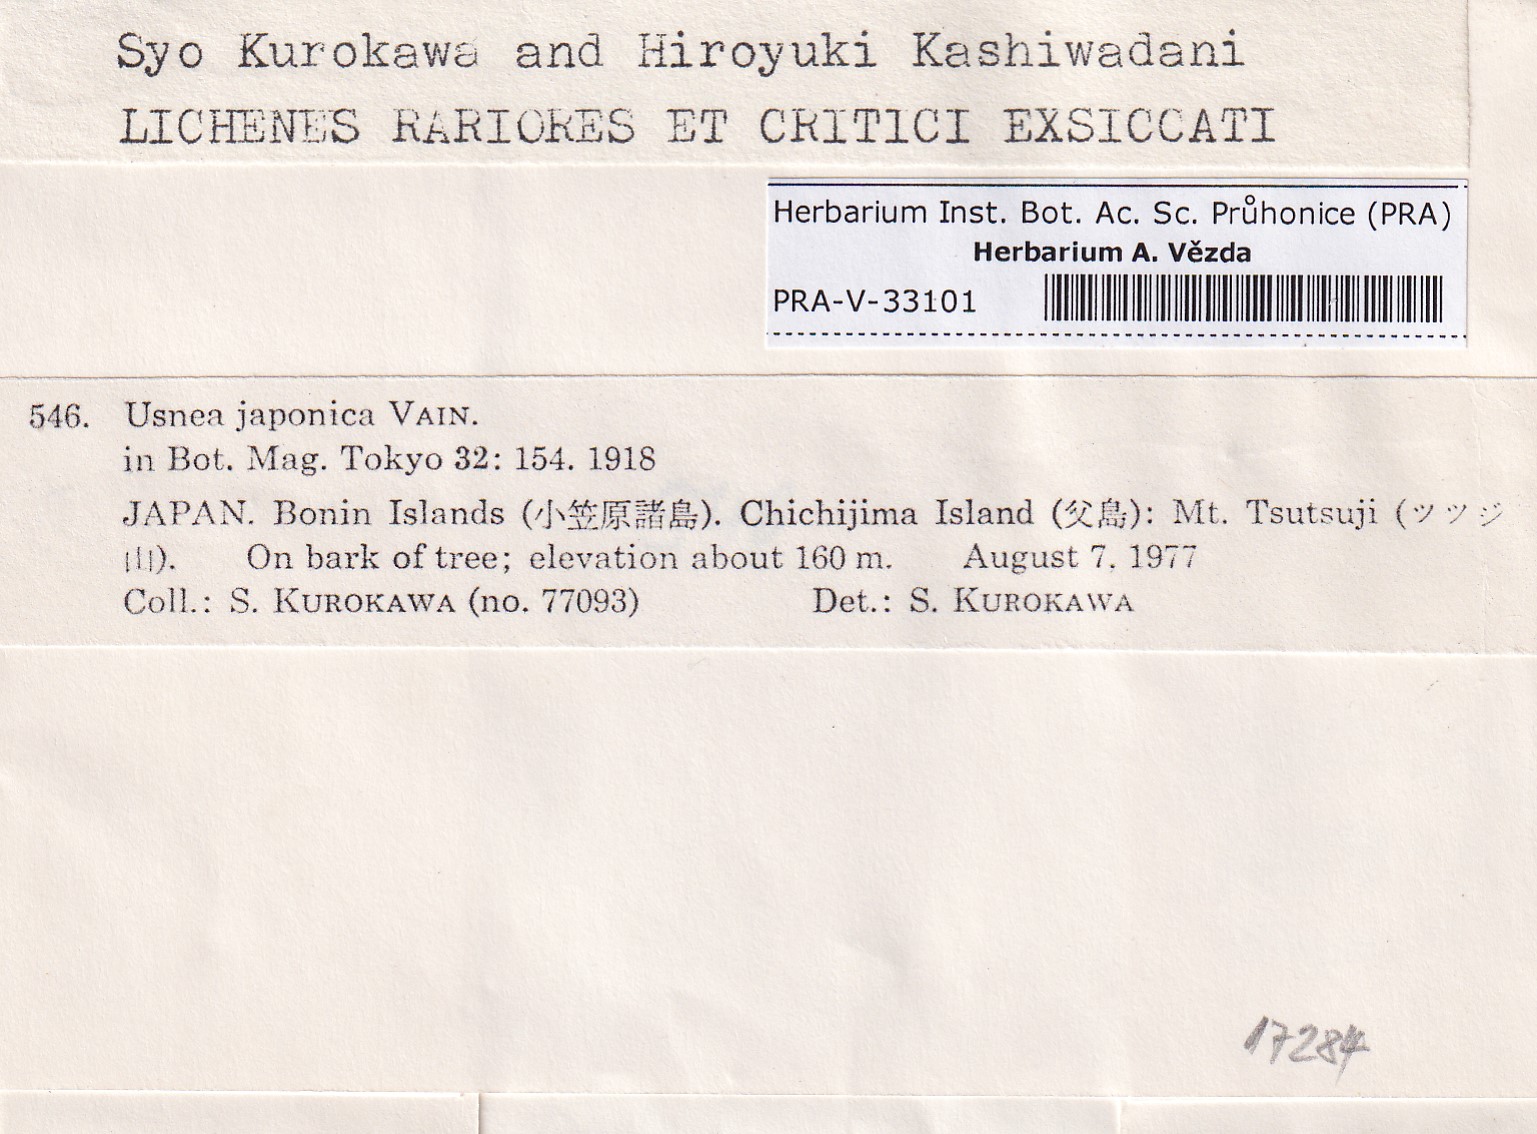 Syo Kurokawa and Hiroyuki Kashiwadani
LICHENES RARIORES ET CRITICI EXSICCATI
Herbarium Inst. Bot. Ac. Sc. Průhonice (PRA)
Herbarium A. Vězda
PRA-V-33101
546. Usnea japonica VAIN.
in Bot. Mag. Tokyo 32: 154. 1918
JAPAN. Bonin Islands (小笠原諸島). Chichijima Island (父島): Mt. Tsutsuji (ツツジ
山). On bark of tree; elevation about 160 m. August 7, 1977
Coll.: S. KUROKAWA (no. 77093) Det.: S. KUROKAWA
17284